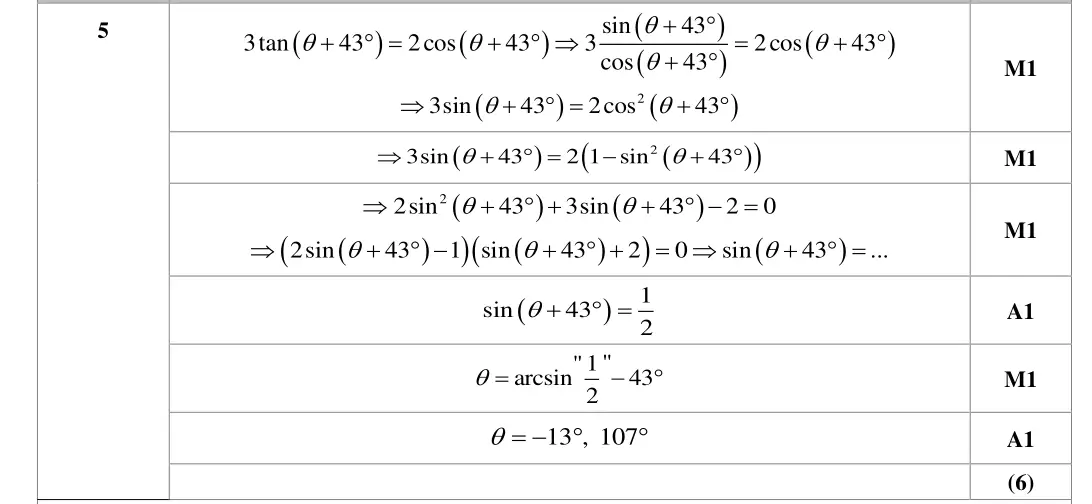 5
3tan(θ+43°)=2cos(θ+43°)⇒3 sin(θ+43°)/cos(θ+43°)=2cos(θ+43°)
⇒3sin(θ+43°)=2cos²(θ+43°)
M1
⇒3sin(θ+43°)=2(1−sin²(θ+43°))
M1
⇒2sin²(θ+43°)+3sin(θ+43°)−2=0
⇒(2sin(θ+43°)−1)(sin(θ+43°)+2)=0⇒sin(θ+43°)=...
M1
sin(θ+43°)=1/2
A1
θ=arcsin"1/2"−43°
M1
θ=−13°, 107°
A1
(6)